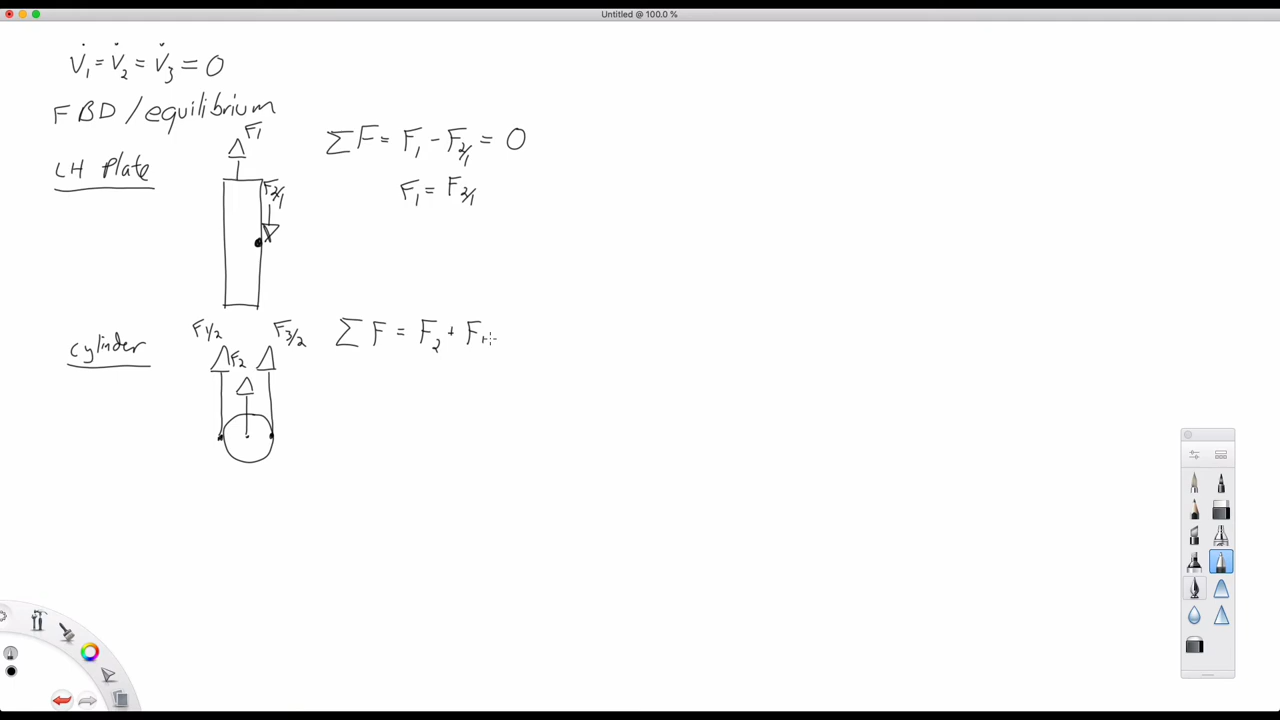 Untitled @ 100.0 %
V̇₁ = V̇₂ = V̇₃ = 0
FBD / equilibrium
F1
ΣF = F₁ - F₂/₁ = 0
LH Plate
F2/1
F₁ = F₂/₁
F1/2
F3/2
ΣF = F₂ + F₁
cylinder
F2